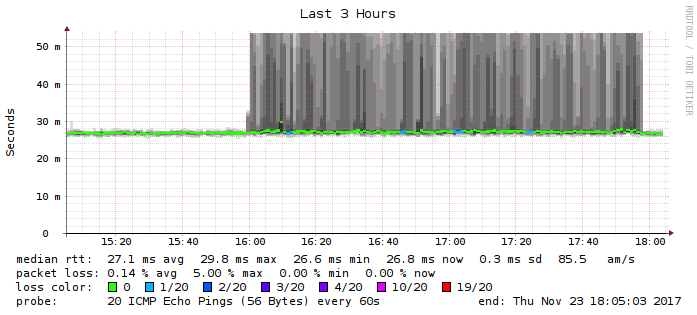 Last 3 Hours
RRDTOOL / TOBI OETIKER
Seconds
50 m
40 m
30 m
20 m
10 m
0
15:20 15:40 16:00 16:20 16:40 17:00 17:20 17:40 18:00
median rtt: 27.1 ms avg 29.8 ms max 26.6 ms min 26.8 ms now 0.3 ms sd 85.5 am/s
packet loss: 0.14 % avg 5.00 % max 0.00 % min 0.00 % now
loss color: 0 1/20 2/20 3/20 4/20 10/20 19/20
probe: 20 ICMP Echo Pings (56 Bytes) every 60s end: Thu Nov 23 18:05:03 2017